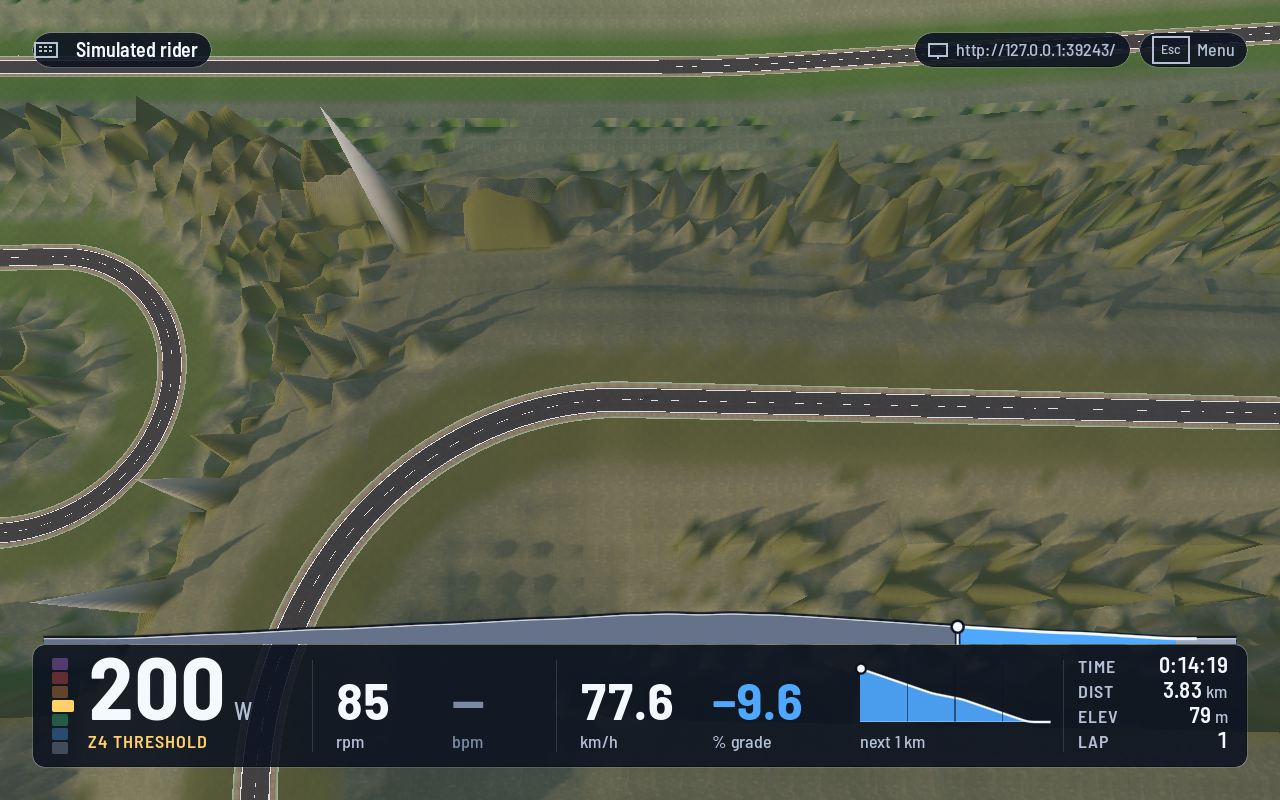 Simulated rider
http://127.0.0.1:39243/
Esc Menu
200 W
Z4 THRESHOLD
85
rpm
–
bpm
77.6
km/h
–9.6
% grade
next 1 km
TIME 0:14:19
DIST 3.83 km
ELEV 79 m
LAP 1